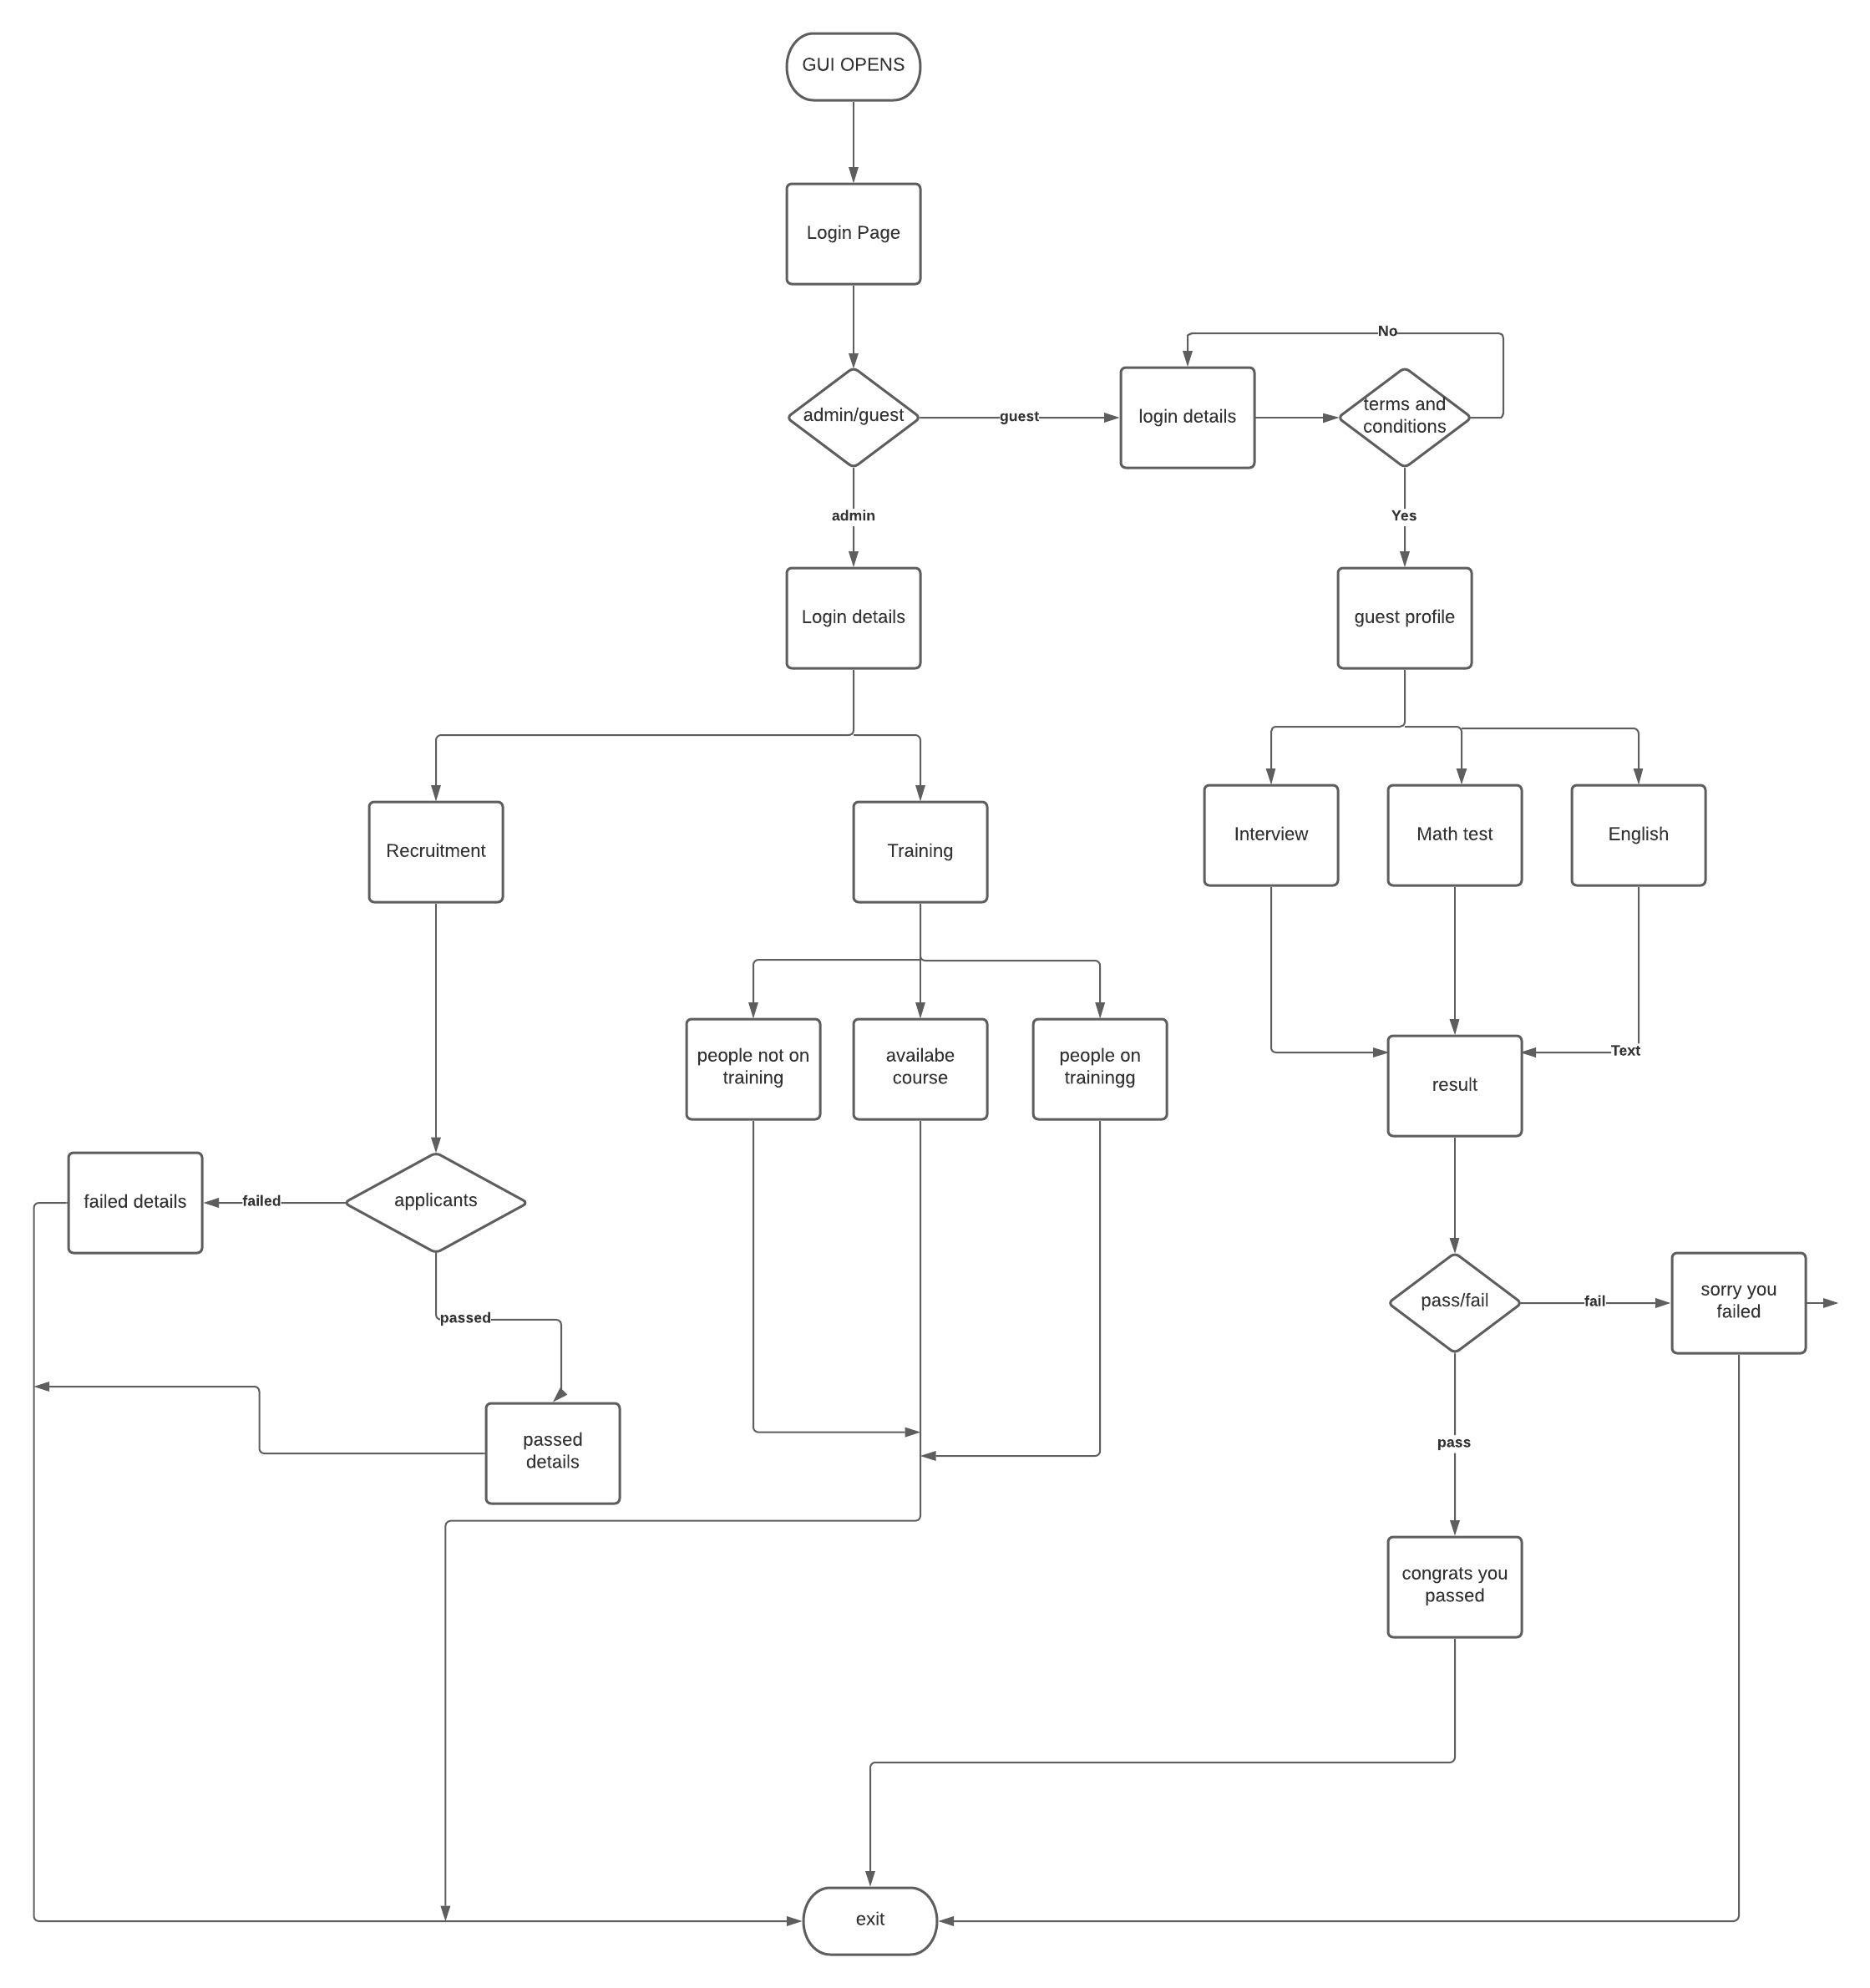 GUI OPENS
Login Page
No
admin/guest
guest
login details
terms and
conditions
admin
Yes
Login details
guest profile
Recruitment
Training
Interview
Math test
English
people not on
training
availabe
course
people on
trainingg
Text
result
failed details
failed
applicants
passed
pass/fail
fail
sorry you
failed
passed
details
pass
congrats you
passed
exit